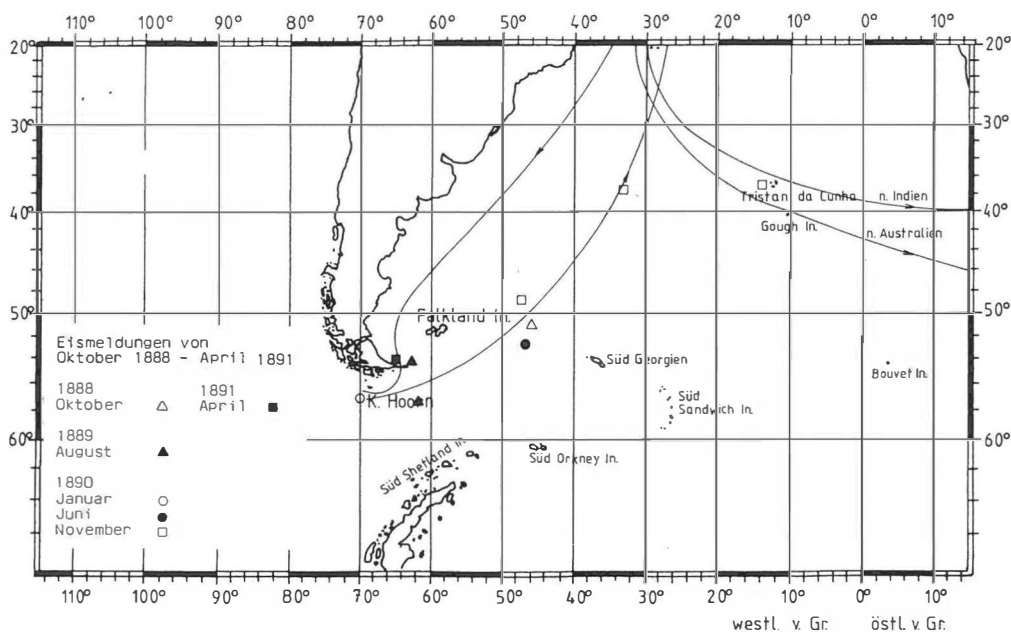 110° 100° 90° 80° 70° 60° 50° 40° 30° 20° 10° 0° 10°
20° 20°
30° 30°
Tristan da Cunha n. Indien
40° 40°
Gough In. n. Australien
50° 50°
Falkland In.
Eismeldungen von
Oktober 1888 - April 1891
Süd Georgien
Bouvet In.
1888 1891
Oktober April
K. Hoorn
Süd
Sandwich In.
1889
August
60° 60°
Süd Orkney In.
Süd Shetland In.
1890
Januar
Juni
November
110° 100° 90° 80° 70° 60° 50° 40° 30° 20° 10° 0° 10°
westl. v. Gr. östl. v. Gr.